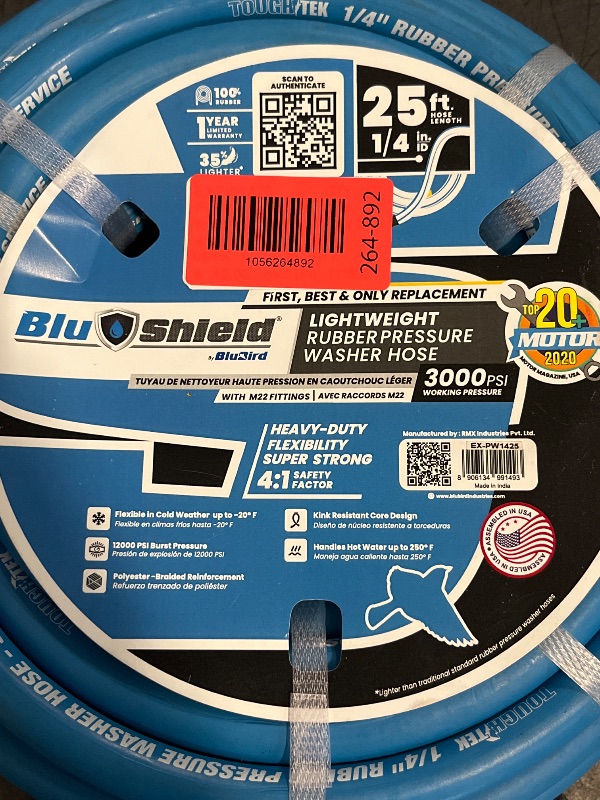 TOUGH TEK 1/4" RUBBER PRESSURE
SERVICE
SERVICE
100%
RUBBER
1 YEAR
LIMITED
WARRANTY
35%
LIGHTER*
SCAN TO
AUTHENTICATE
25 ft.
HOSE
LENGTH
1/4 in.
ID
1056264892
264-892
FIRST, BEST & ONLY REPLACEMENT
Blu Shield®
by BluBird
LIGHTWEIGHT
RUBBER PRESSURE
WASHER HOSE
TOP 20+
MOTOR
2020
MOTOR MAGAZINE, USA
TUYAU DE NETTOYEUR HAUTE PRESSION EN CAOUTCHOUC LÉGER
WITH M22 FITTINGS | AVEC RACCORDS M22
3000 PSI
WORKING PRESSURE
HEAVY-DUTY
FLEXIBILITY
SUPER STRONG
4:1 SAFETY
FACTOR
Manufactured by : RMX Industries Pvt. Ltd.
EX-PW1425
8 906134 991493
Made in India
www.blubirdindustries.com
Flexible in Cold Weather up to -20° F
Flexible en climas fríos hasta -20° F
Kink Resistant Core Design
Diseño de núcleo resistente a torceduras
12000 PSI Burst Pressure
Presión de explosión de 12000 PSI
Handles Hot Water up to 250° F
Maneja agua caliente hasta 250° F
Polyester-Braided Reinforcement
Refuerzo trenzado de poliéster
ASSEMBLED IN USA
ASSEMBLED IN USA
*Lighter than traditional standard rubber pressure washer hoses
TOUGH TEK
PRESSURE WASHER HOSE -
TOUGH TEK 1/4" RUBB